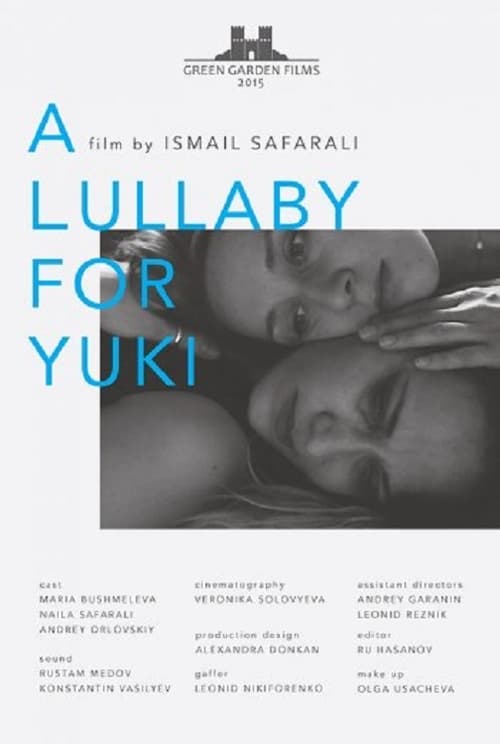 GREEN GARDEN FILMS
2015
A film by ISMAIL SAFARALI
LULLABY
FOR
YUKI
cast
MARIA BUSHMELEVA
NAILA SAFARALI
ANDREY ORLOVSKIY
sound
RUSTAM MEDOV
KONSTANTIN VASILYEV
cinematography
VERONIKA SOLOVYEVA
production design
ALEXANDRA DONKAN
gaffer
LEONID NIKIFORENKO
assistant directors
ANDREY GARANIN
LEONID REZNIK
editor
RU HASANOV
make up
OLGA USACHEVA